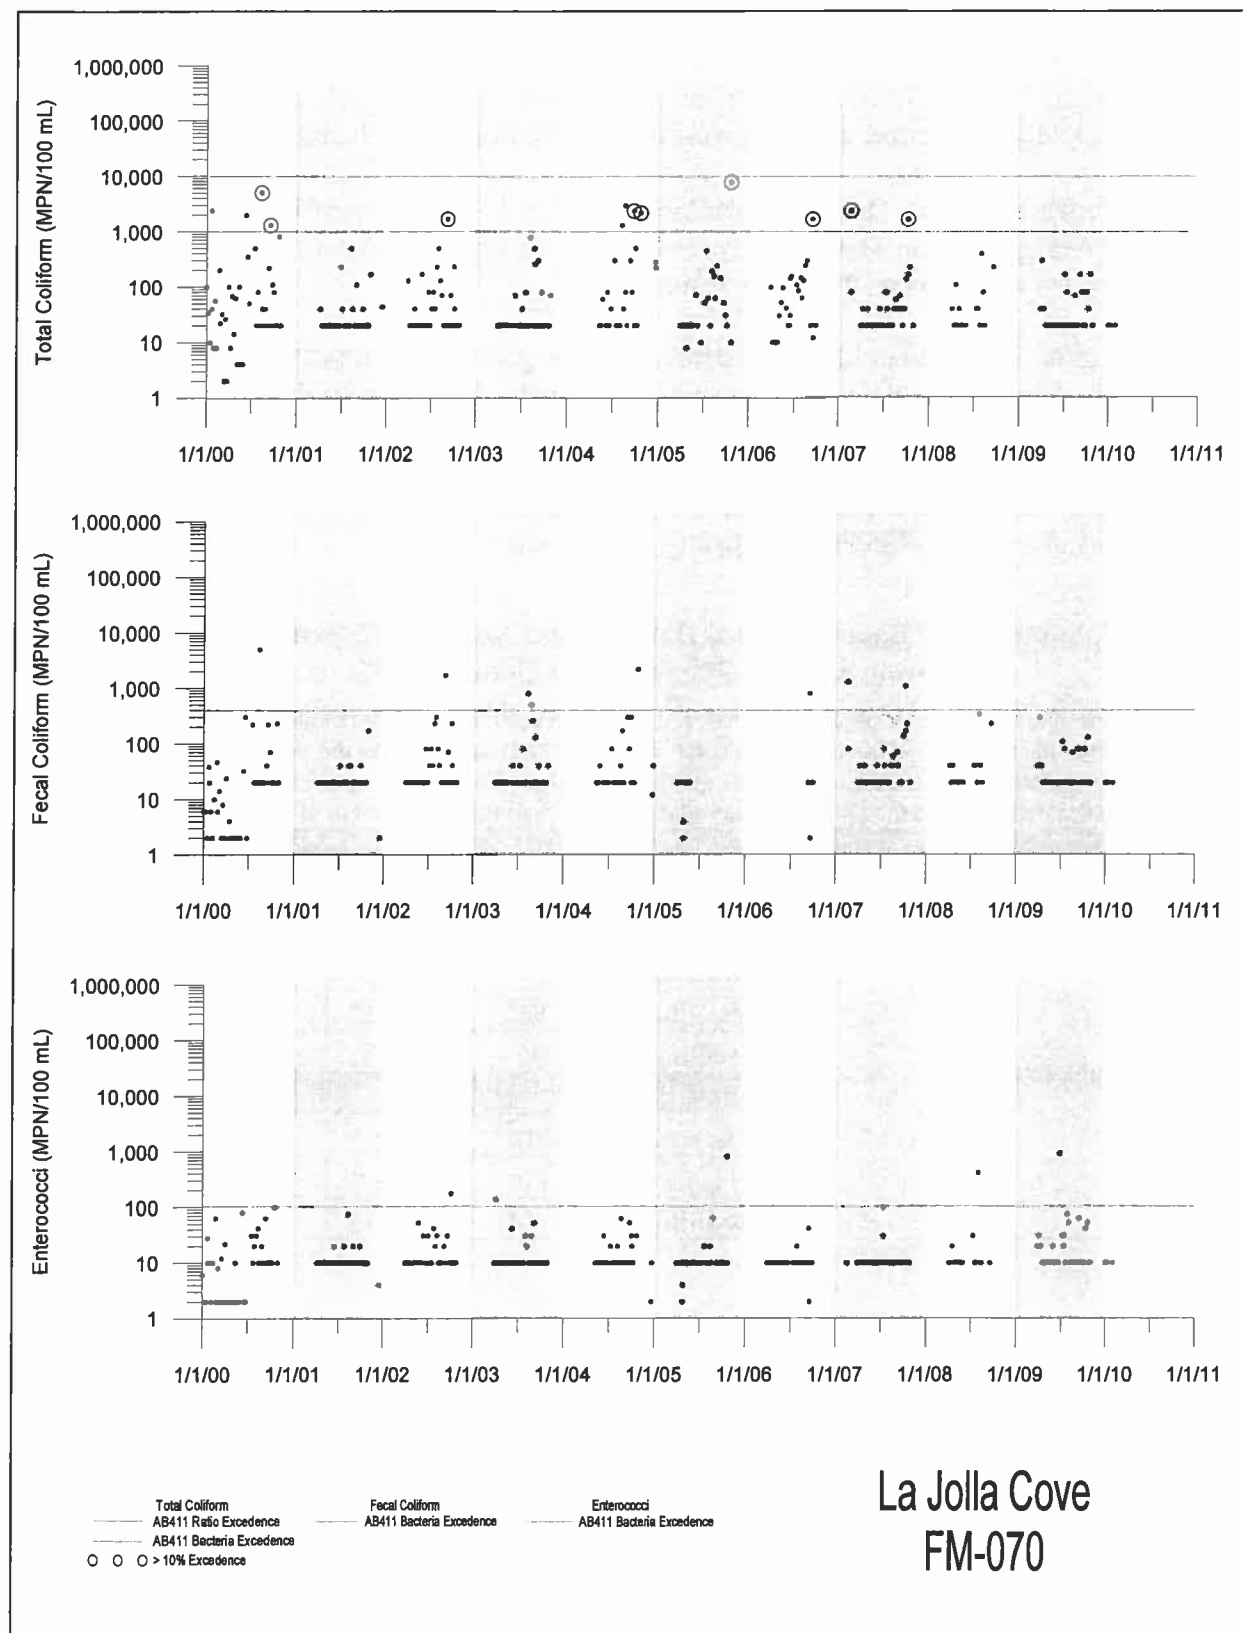 Total Coliform (MPN/100 mL)
1,000,000
100,000
10,000
1,000
100
10
1
1/1/00 1/1/01 1/1/02 1/1/03 1/1/04 1/1/05 1/1/06 1/1/07 1/1/08 1/1/09 1/1/10 1/1/11
Fecal Coliform (MPN/100 mL)
1,000,000
100,000
10,000
1,000
100
10
1
1/1/00 1/1/01 1/1/02 1/1/03 1/1/04 1/1/05 1/1/06 1/1/07 1/1/08 1/1/09 1/1/10 1/1/11
Enterococci (MPN/100 mL)
1,000,000
100,000
10,000
1,000
100
10
1
1/1/00 1/1/01 1/1/02 1/1/03 1/1/04 1/1/05 1/1/06 1/1/07 1/1/08 1/1/09 1/1/10 1/1/11
Total Coliform
AB411 Ratio Excedence
AB411 Bacteria Excedence
> 10% Excedence
Fecal Coliform
AB411 Bacteria Excedence
Enterococci
AB411 Bacteria Excedence
La Jolla Cove
FM-070